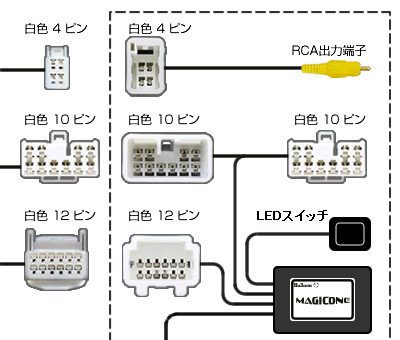 白色 4 ピン
白色 4 ピン
RCA出力端子
白色 10 ピン
白色 10 ピン
白色 10 ピン
白色 12 ピン
白色 12 ピン
LEDスイッチ
Bullcon
MAGICONE